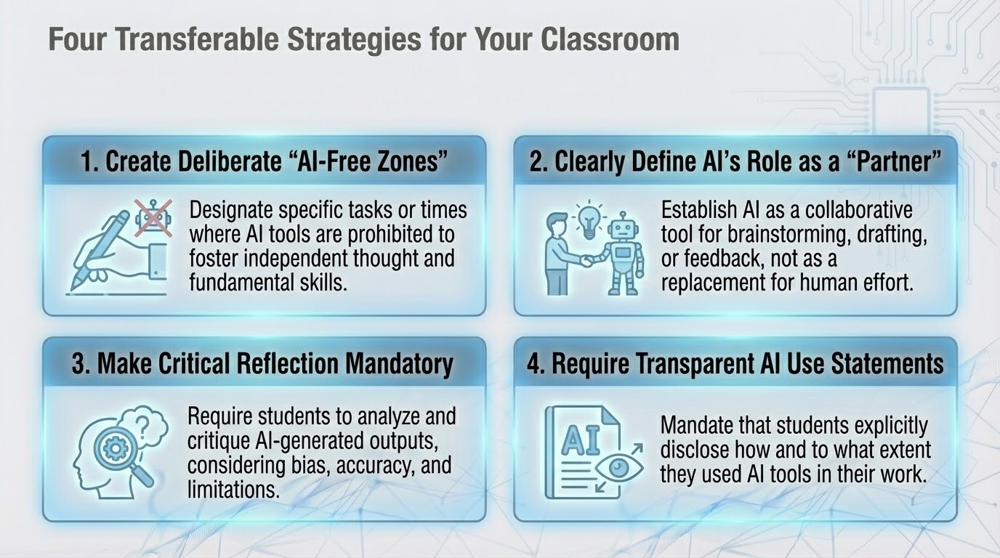 Four Transferable Strategies for Your Classroom
1. Create Deliberate “AI-Free Zones”
Designate specific tasks or times
where AI tools are prohibited to
foster independent thought and
fundamental skills.
2. Clearly Define AI’s Role as a “Partner”
Establish AI as a collaborative
tool for brainstorming, drafting,
or feedback, not as a
replacement for human effort.
3. Make Critical Reflection Mandatory
?
Require students to analyze and
critique AI-generated outputs,
considering bias, accuracy, and
limitations.
4. Require Transparent AI Use Statements
AI
Mandate that students explicitly
disclose how and to what extent
they used AI tools in their work.